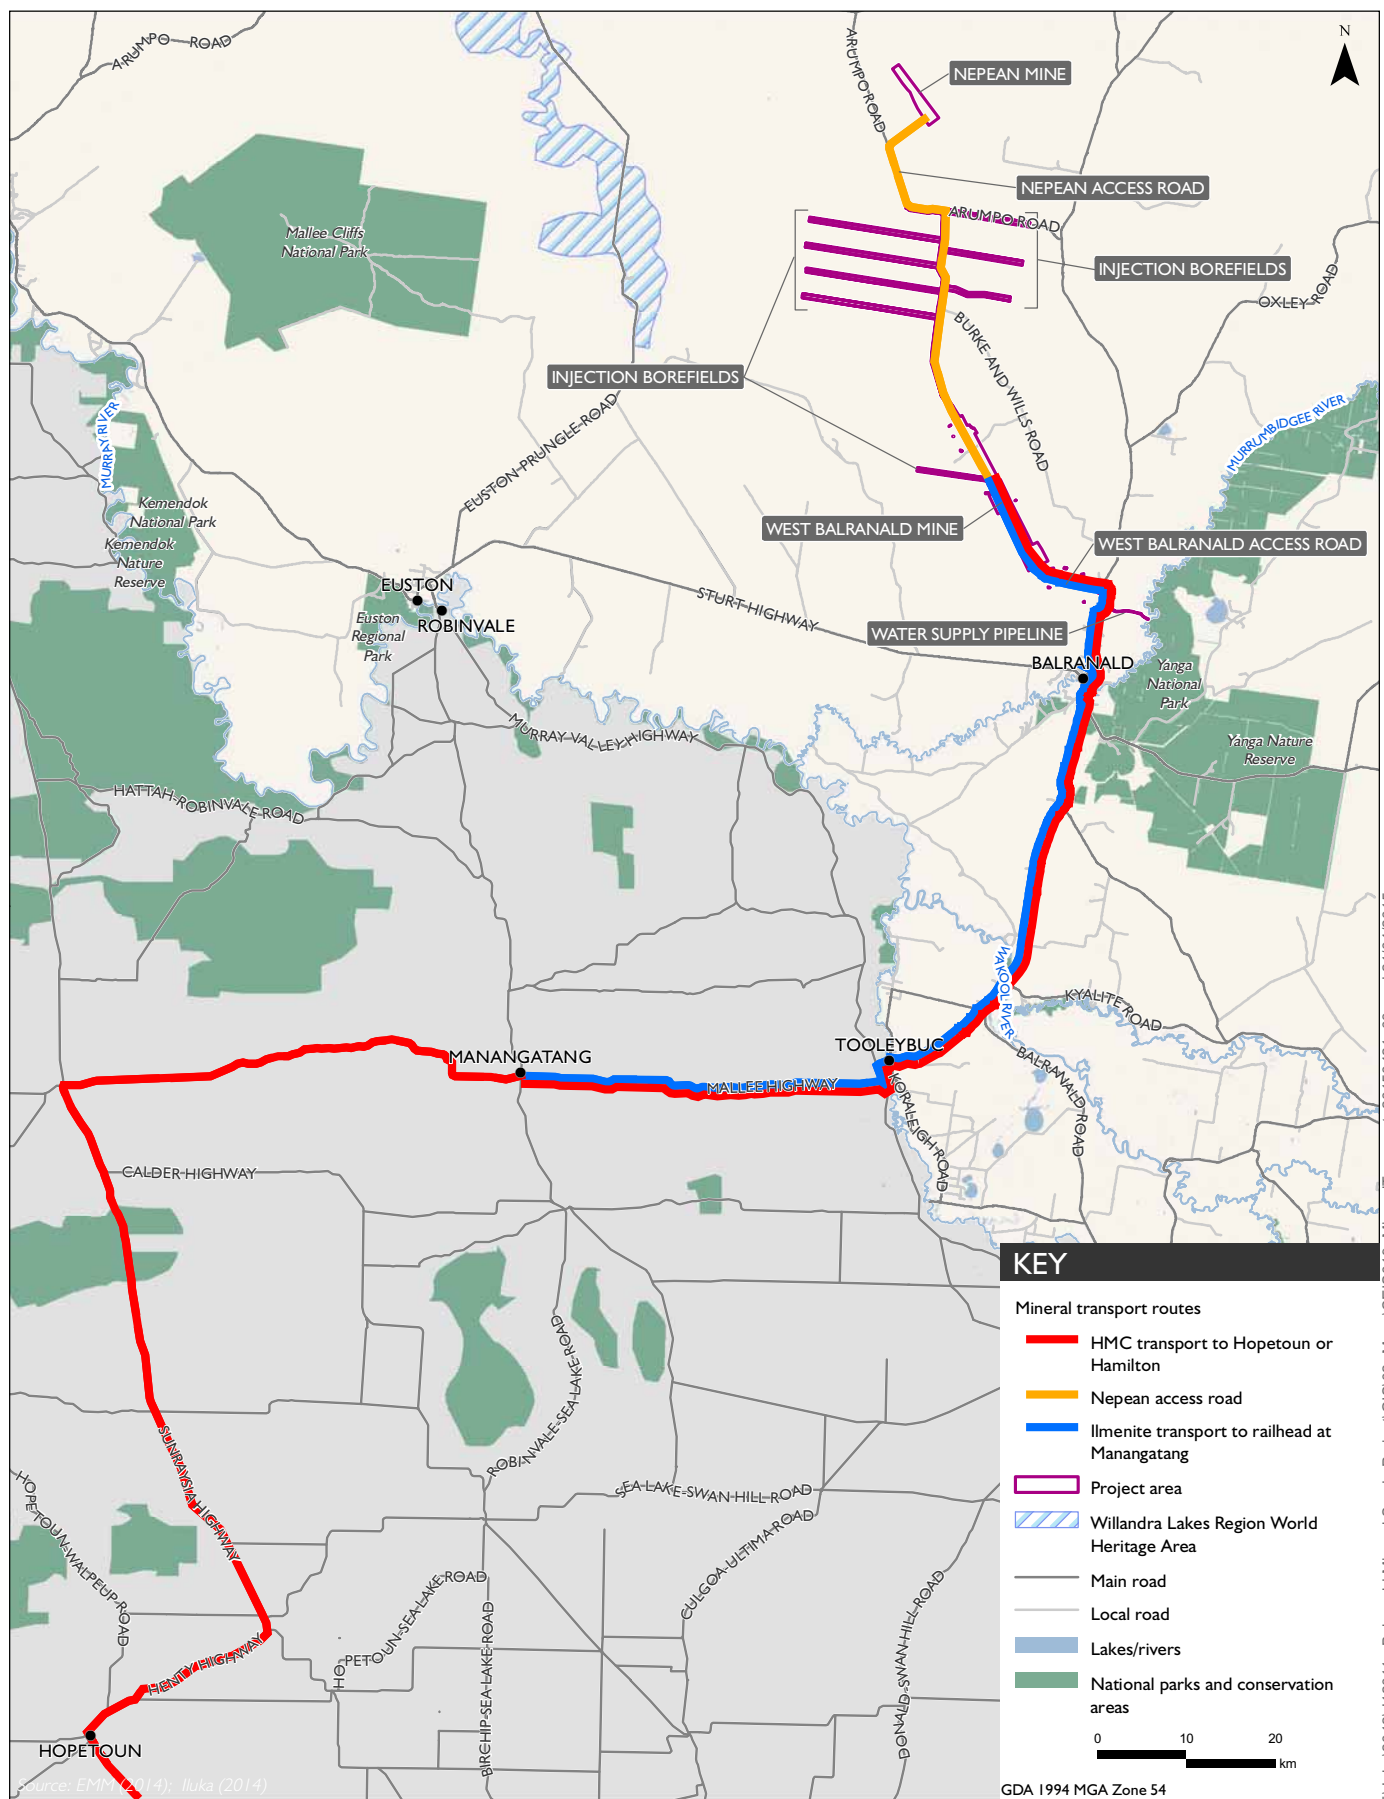 N
ARUMPO ROAD
ARUMPO ROAD
NEPEAN MINE
NEPEAN ACCESS ROAD
ARUMPO ROAD
Mallee Cliffs
National Park
INJECTION BOREFIELDS
OXLEY ROAD
BURKE AND WILLS ROAD
INJECTION BOREFIELDS
MURRAY RIVER
EUSTON-PRUNGLE ROAD
MURRUMBIDGEE RIVER
Kemendok
National Park
Kemendok
Nature
Reserve
WEST BALRANALD MINE
WEST BALRANALD ACCESS ROAD
EUSTON
ROBINVALE
Euston
Regional
Park
STURT HIGHWAY
WATER SUPPLY PIPELINE
BALRANALD
Yanga
National
Park
MURRAY VALLEY HIGHWAY
Yanga Nature
Reserve
HATTAH-ROBINVALE ROAD
WAKOOL RIVER
KYALITE ROAD
TOOLEYBUC
MANANGATANG
MALLEE HIGHWAY
BALRANALD ROAD
KORALEIGH ROAD
CALDER HIGHWAY
ROBINVALE-SEA LAKE-ROAD
SUNRAYSIA HIGHWAY
HOPETOUN-WALPEUP ROAD
SEA LAKE-SWAN HILL ROAD
CULGOA-ULTIMA ROAD
HOPETOUN-SEA LAKE ROAD
BIRCHIP-SEA LAKE ROAD
DONALD-SWAN HILL ROAD
HENTY HIGHWAY
HOPETOUN
Source: EMM (2014); Iluka (2014)
KEY
Mineral transport routes
HMC transport to Hopetoun or
Hamilton
Nepean access road
Ilmenite transport to railhead at
Manangatang
Project area
Willandra Lakes Region World
Heritage Area
Main road
Local road
Lakes/rivers
National parks and conservation
areas
0 10 20
km
GDA 1994 MGA Zone 54